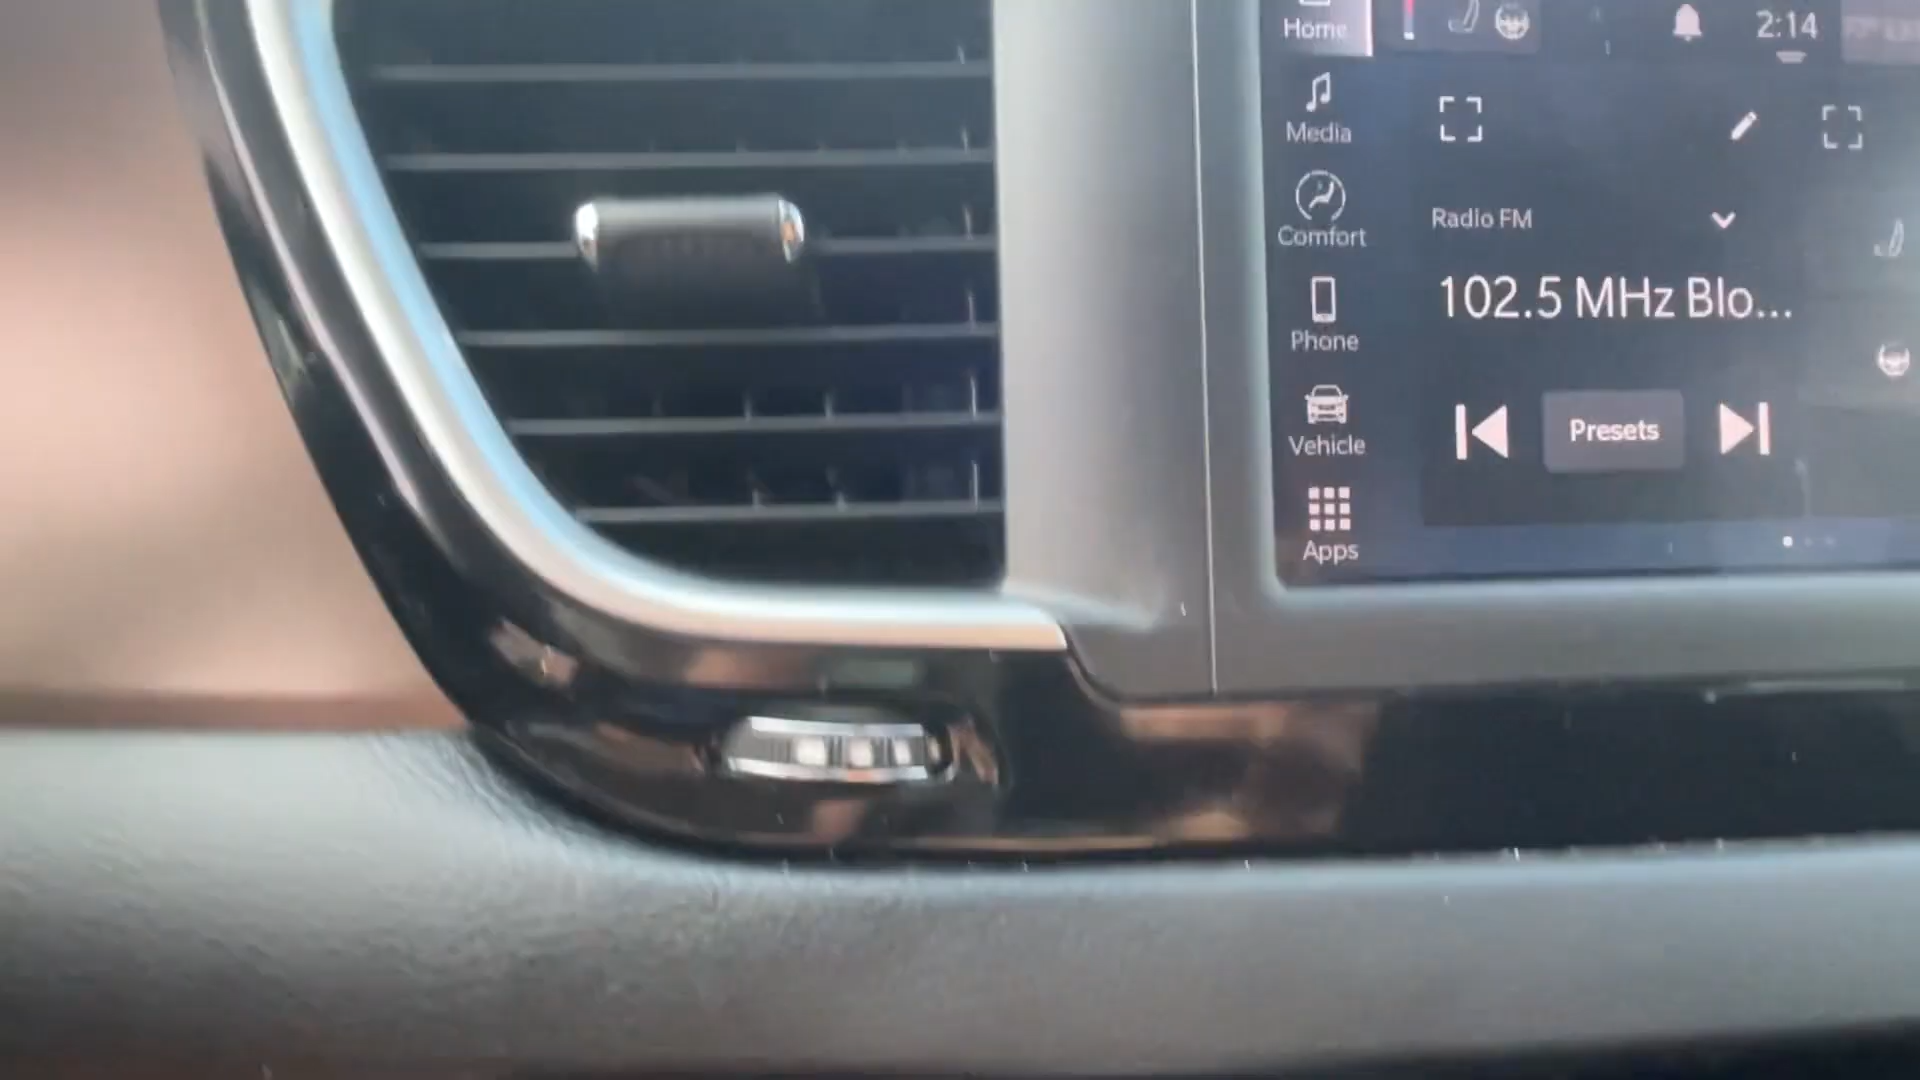 Home
2:14
Media
Comfort
Phone
Vehicle
Apps
Radio FM
102.5 MHz Blo...
Presets